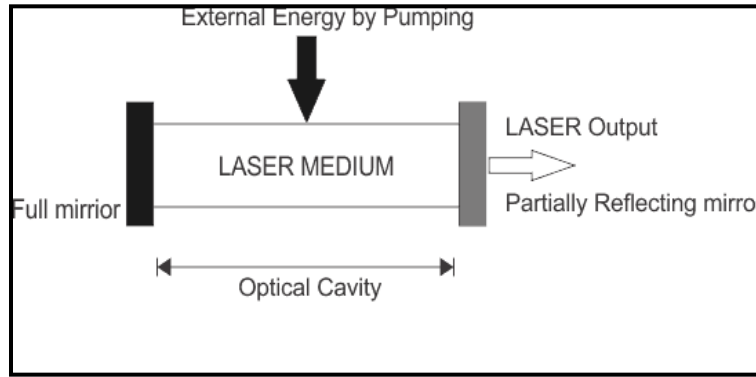 External Energy by Pumping
LASER Output
LASER MEDIUM
Full mirrior
Partially Reflecting mirro
Optical Cavity